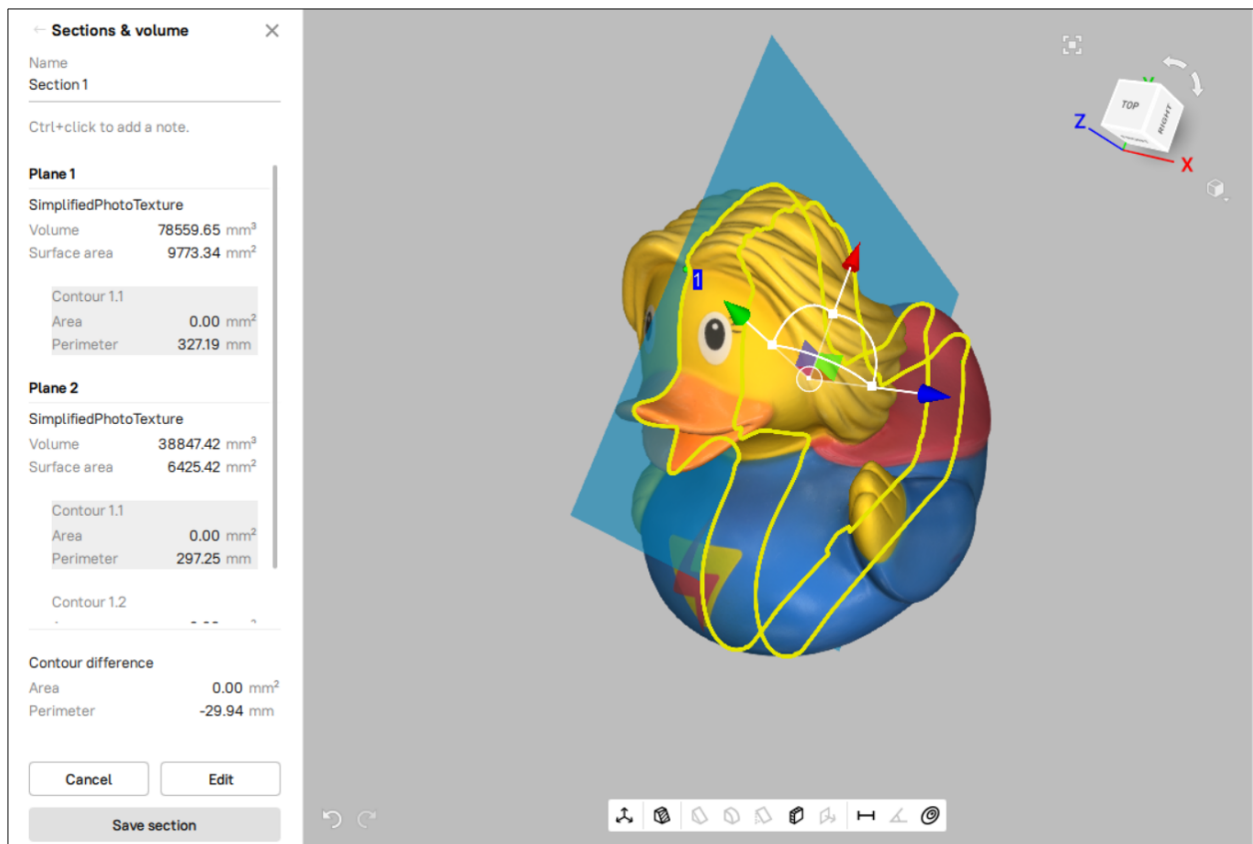 ← Sections & volume ×
Name
Section 1
Ctrl+click to add a note.
Plane 1
SimplifiedPhotoTexture
Volume 78559.65 mm³
Surface area 9773.34 mm²
Contour 1.1
Area 0.00 mm²
Perimeter 327.19 mm
Plane 2
SimplifiedPhotoTexture
Volume 38847.42 mm³
Surface area 6425.42 mm²
Contour 1.1
Area 0.00 mm²
Perimeter 297.25 mm
Contour 1.2
Contour difference
Area 0.00 mm²
Perimeter -29.94 mm
Cancel Edit
Save section
1
TOP
RIGHT
Z
X